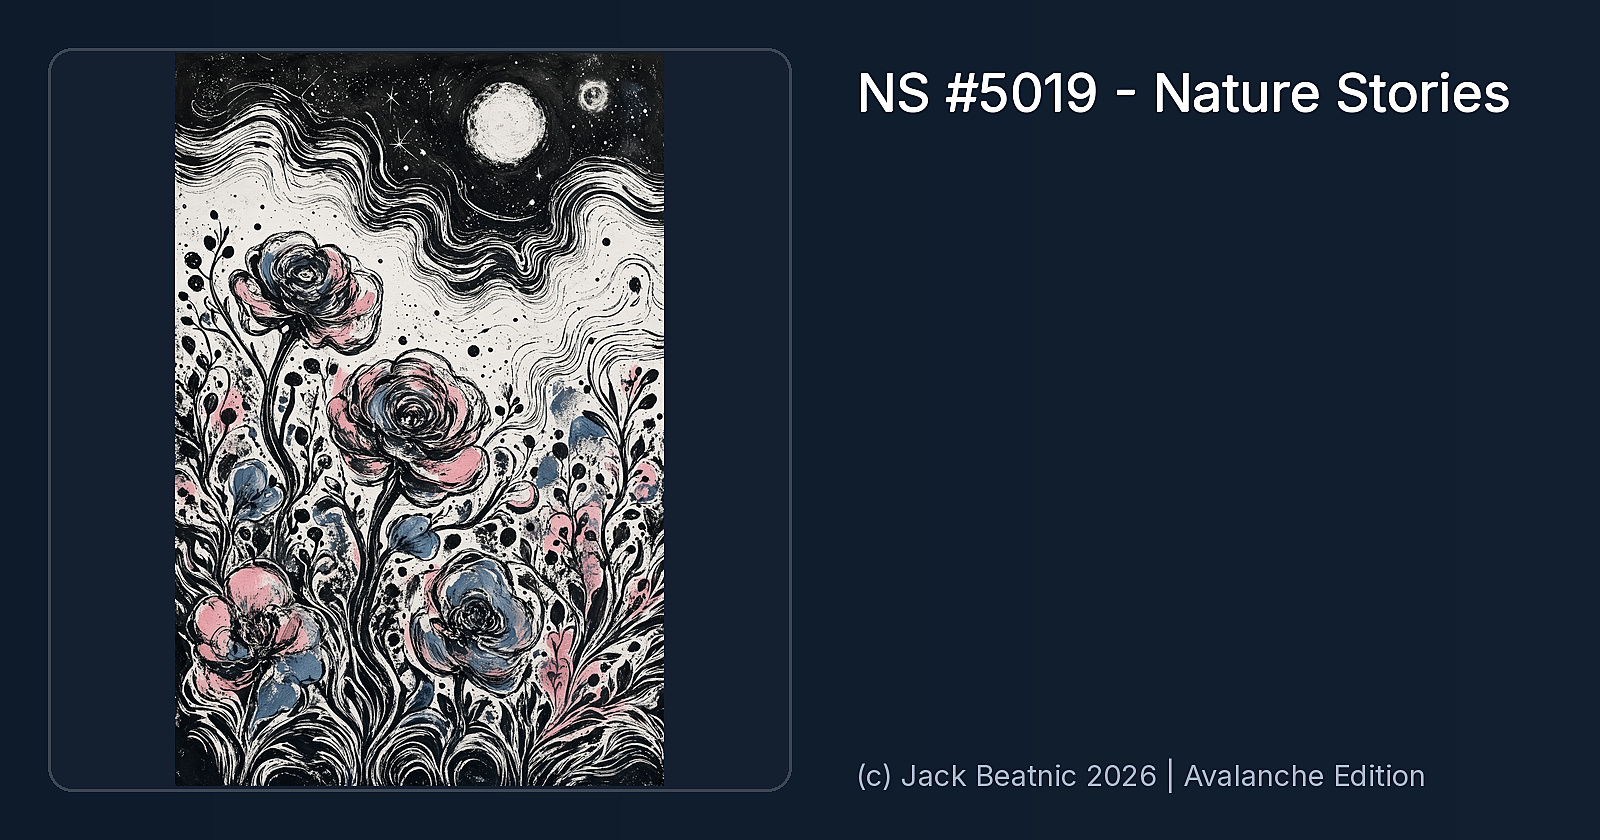 NS #5019 - Nature Stories
(c) Jack Beatnic 2026 | Avalanche Edition